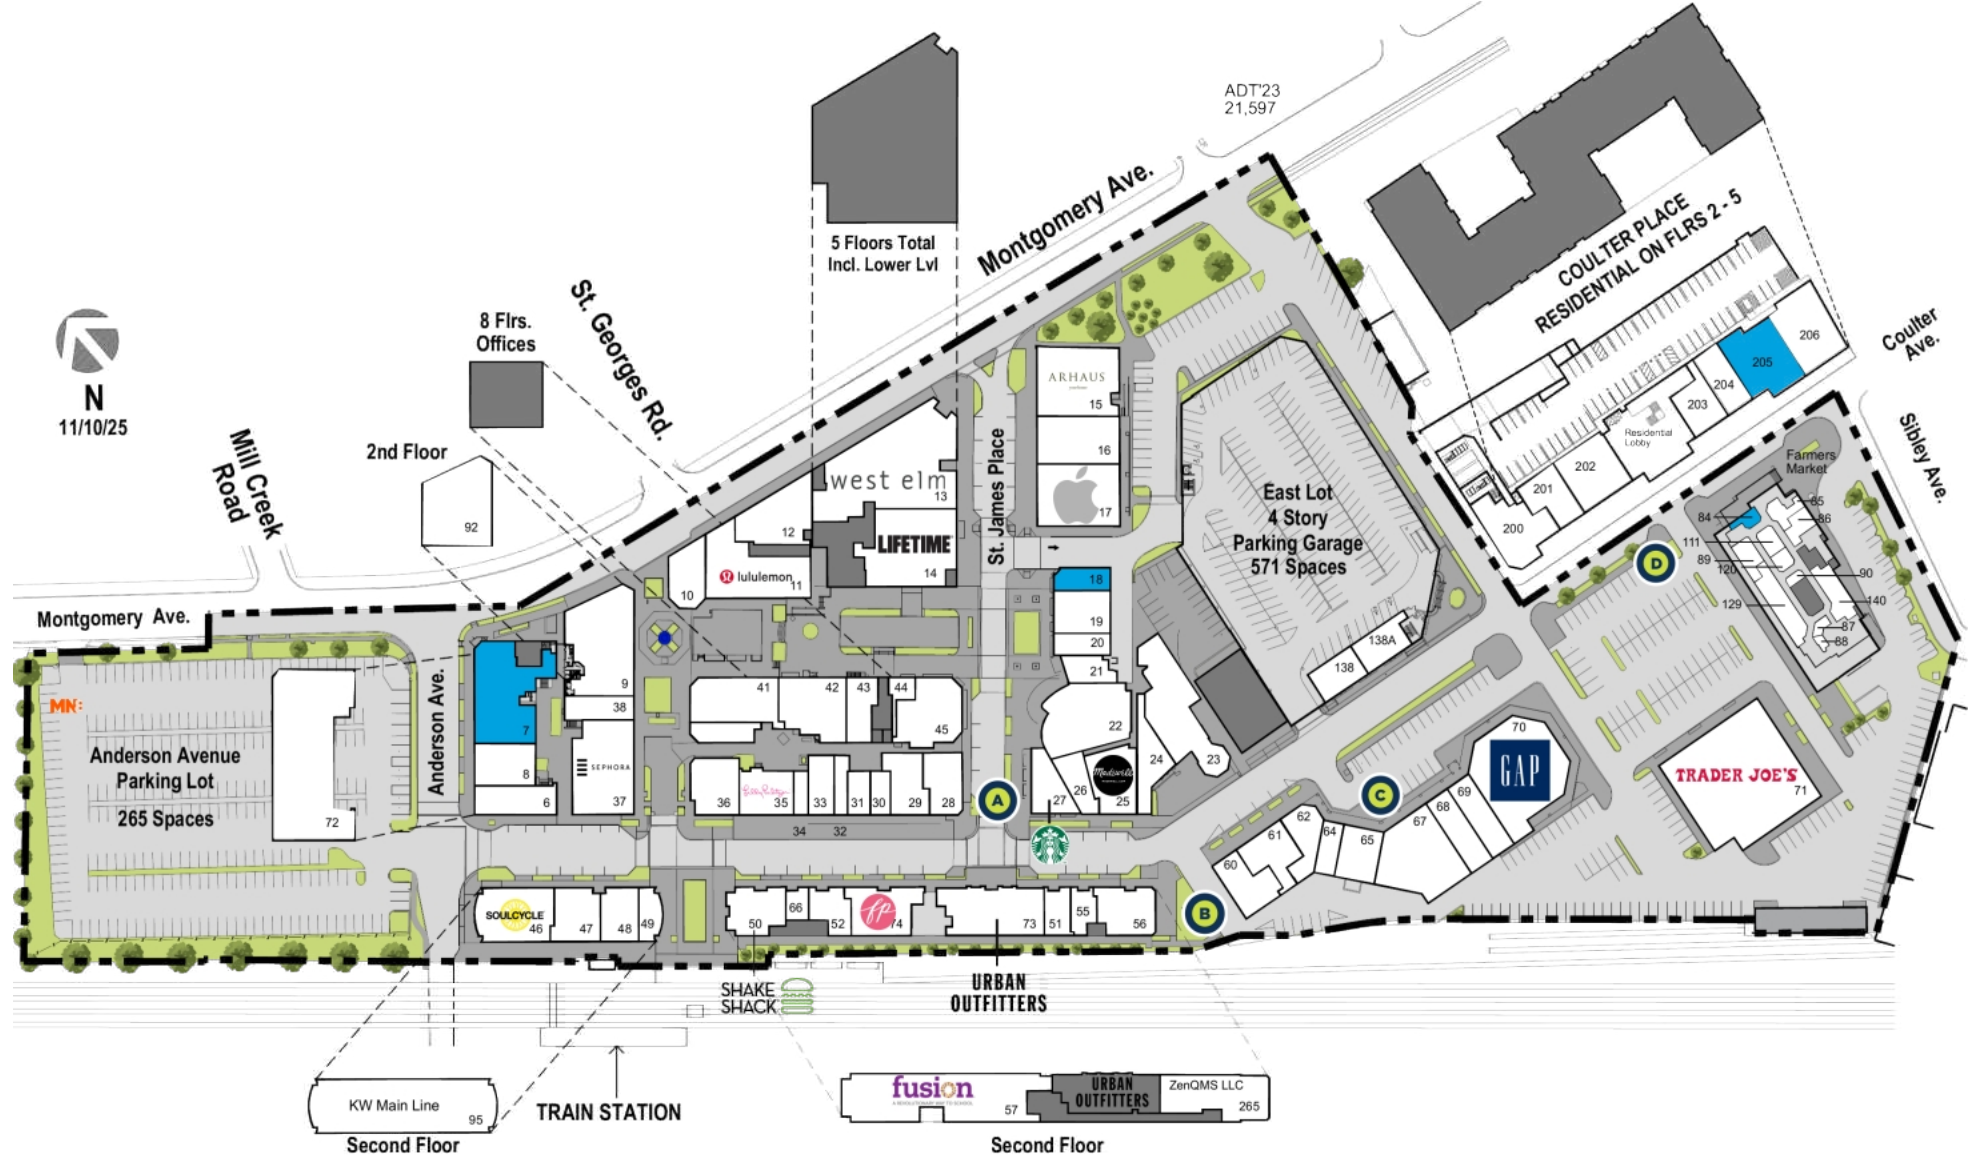 ADT'23
21,597
Montgomery Ave.
5 Floors Total
Incl. Lower Lvl
COULTER PLACE
RESIDENTIAL ON FLRS 2 - 5
St. Georges Rd.
8 Flrs.
Offices
N
11/10/25
Mill Creek
Road
2nd Floor
92
Coulter
Ave.
Sibley Ave.
206
205
204
203
Residential
Lobby
202
201
200
Farmers
Market
ARHAUS
15
16
17
St. James Place
west elm
13
12
LIFETIME
14
lululemon
11
10
East Lot
4 Story
Parking Garage
571 Spaces
84
85
86
111
89
120
90
129
140
87
88
D
18
19
20
21
22
138
138A
Montgomery Ave.
MN:
Anderson Avenue
Parking Lot
265 Spaces
72
Anderson Ave.
7
8
6
9
38
SEPHORA
37
41
42
43
44
45
36
35
33
31
30
29
28
34
32
A
23
24
Madewell
25
26
27
C
70
GAP
69
68
67
65
64
62
61
60
TRADER JOE'S
71
B
SOULCYCLE
46
47
48
49
50
66
52
fp
74
73
51
55
56
SHAKE
SHACK
URBAN
OUTFITTERS
KW Main Line
95
Second Floor
TRAIN STATION
fusion
57
URBAN
OUTFITTERS
ZenQMS LLC
265
Second Floor